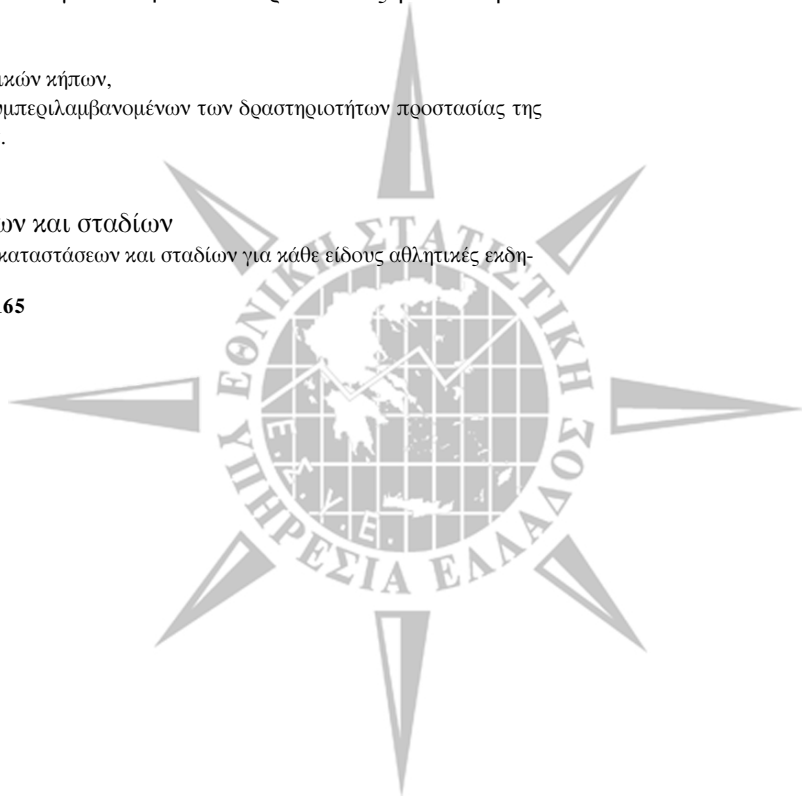 ικών κήπων,
υμπεριλαμβανομένων των δραστηριοτήτων προστασίας της
.
ων και σταδίων
καταστάσεων και σταδίων για κάθε είδους αθλητικές εκδη-
165
ΕΘΝΙΚΗ ΣΤΑΤΙΣΤΙΚΗ
ΥΠΗΡΕΣΙΑ ΕΛΛΑΔΟΣ
Ε.Σ.Υ.Ε.